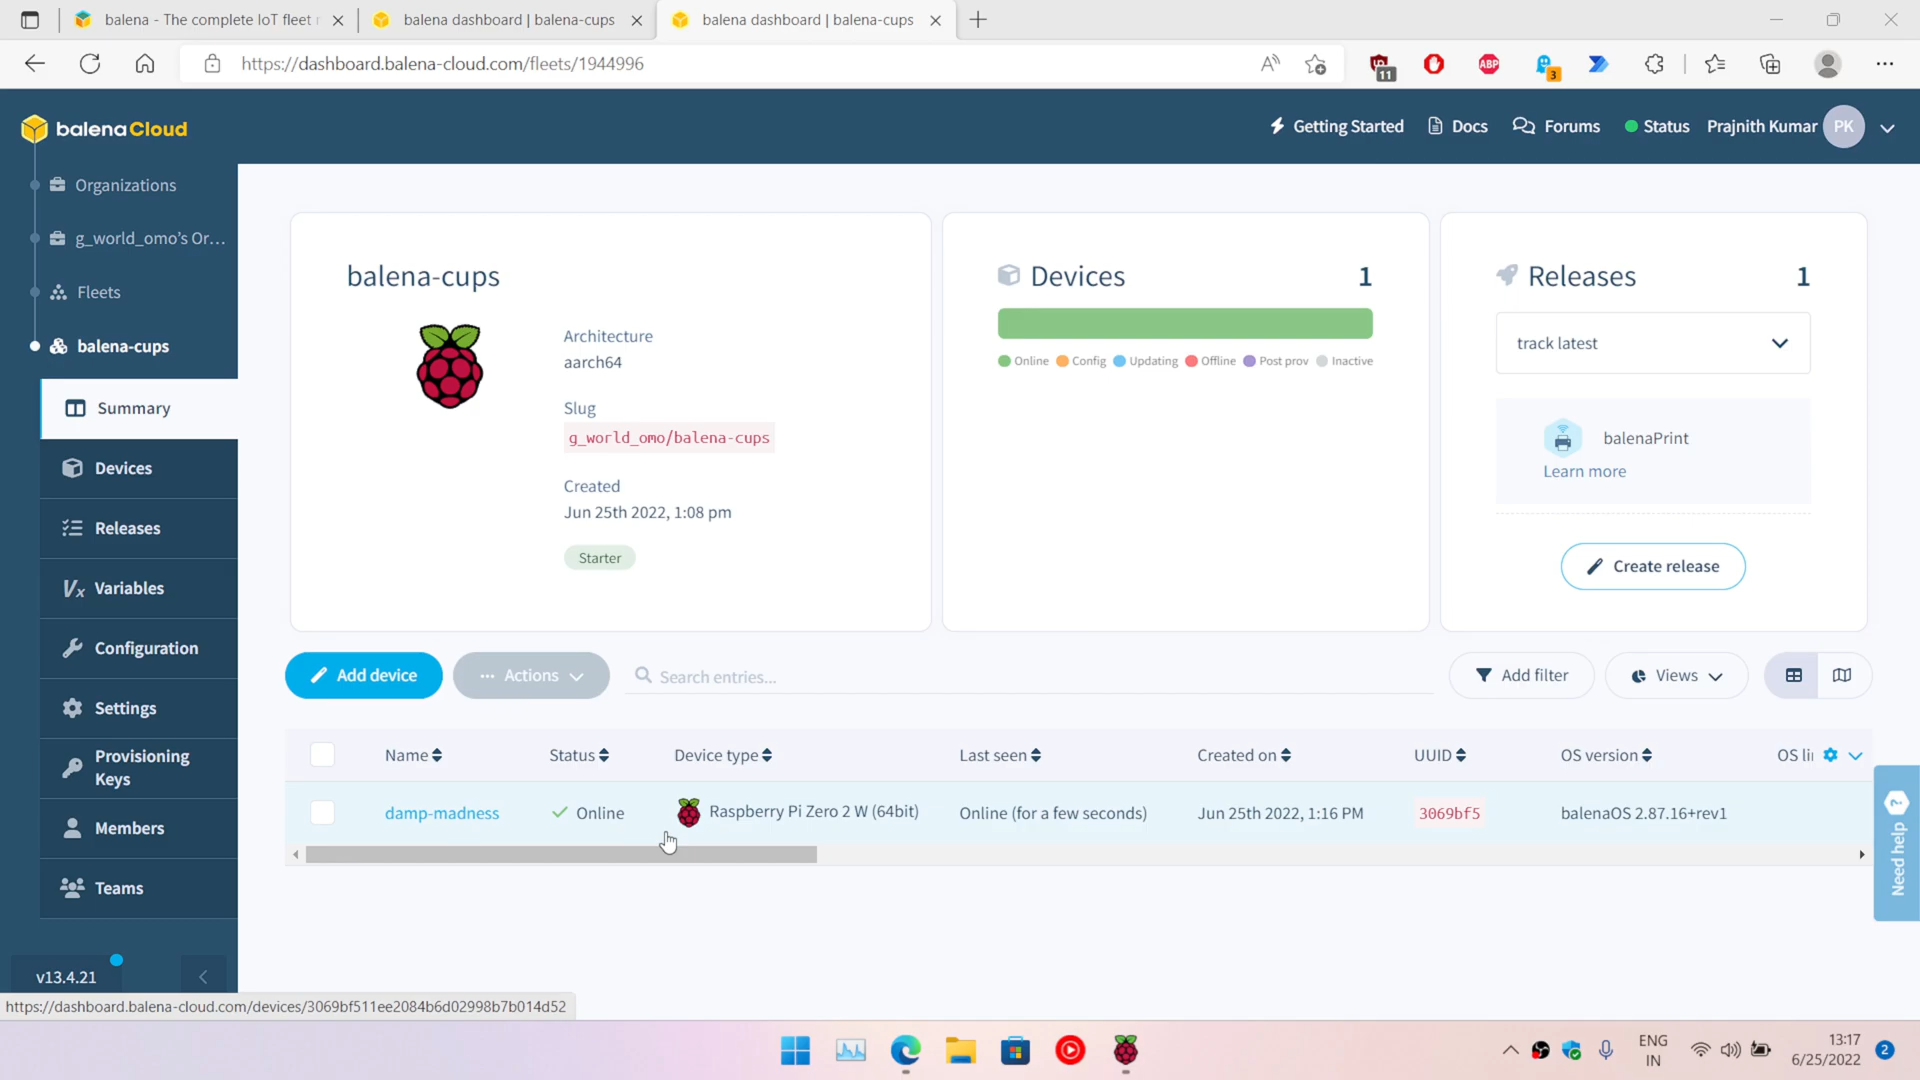 balena - The complete IoT fleet r
balena dashboard | balena-cups
balena dashboard | balena-cups
https://dashboard.balena-cloud.com/fleets/1944996
A
11
ABP
3
balenaCloud
Getting Started
Docs
Forums
Status
Prajnith Kumar
PK
Organizations
g_world_omo's Or...
Fleets
balena-cups
Summary
Devices
Releases
Variables
Configuration
Settings
Provisioning
Keys
Members
Teams
v13.4.21
balena-cups
Architecture
aarch64
Slug
g_world_omo/balena-cups
Created
Jun 25th 2022, 1:08 pm
Starter
Devices 1
Online Config Updating Offline Post prov Inactive
Releases 1
track latest
balenaPrint
Learn more
Create release
Add device
Actions
Search entries...
Add filter
Views
Name Status Device type Last seen Created on UUID OS version OS li
damp-madness Online Raspberry Pi Zero 2 W (64bit) Online (for a few seconds) Jun 25th 2022, 1:16 PM 3069bf5 balenaOS 2.87.16+rev1
Need help
?
https://dashboard.balena-cloud.com/devices/3069bf511ee2084b6d02998b7b014d52
ENG
IN
13:17
6/25/2022
2